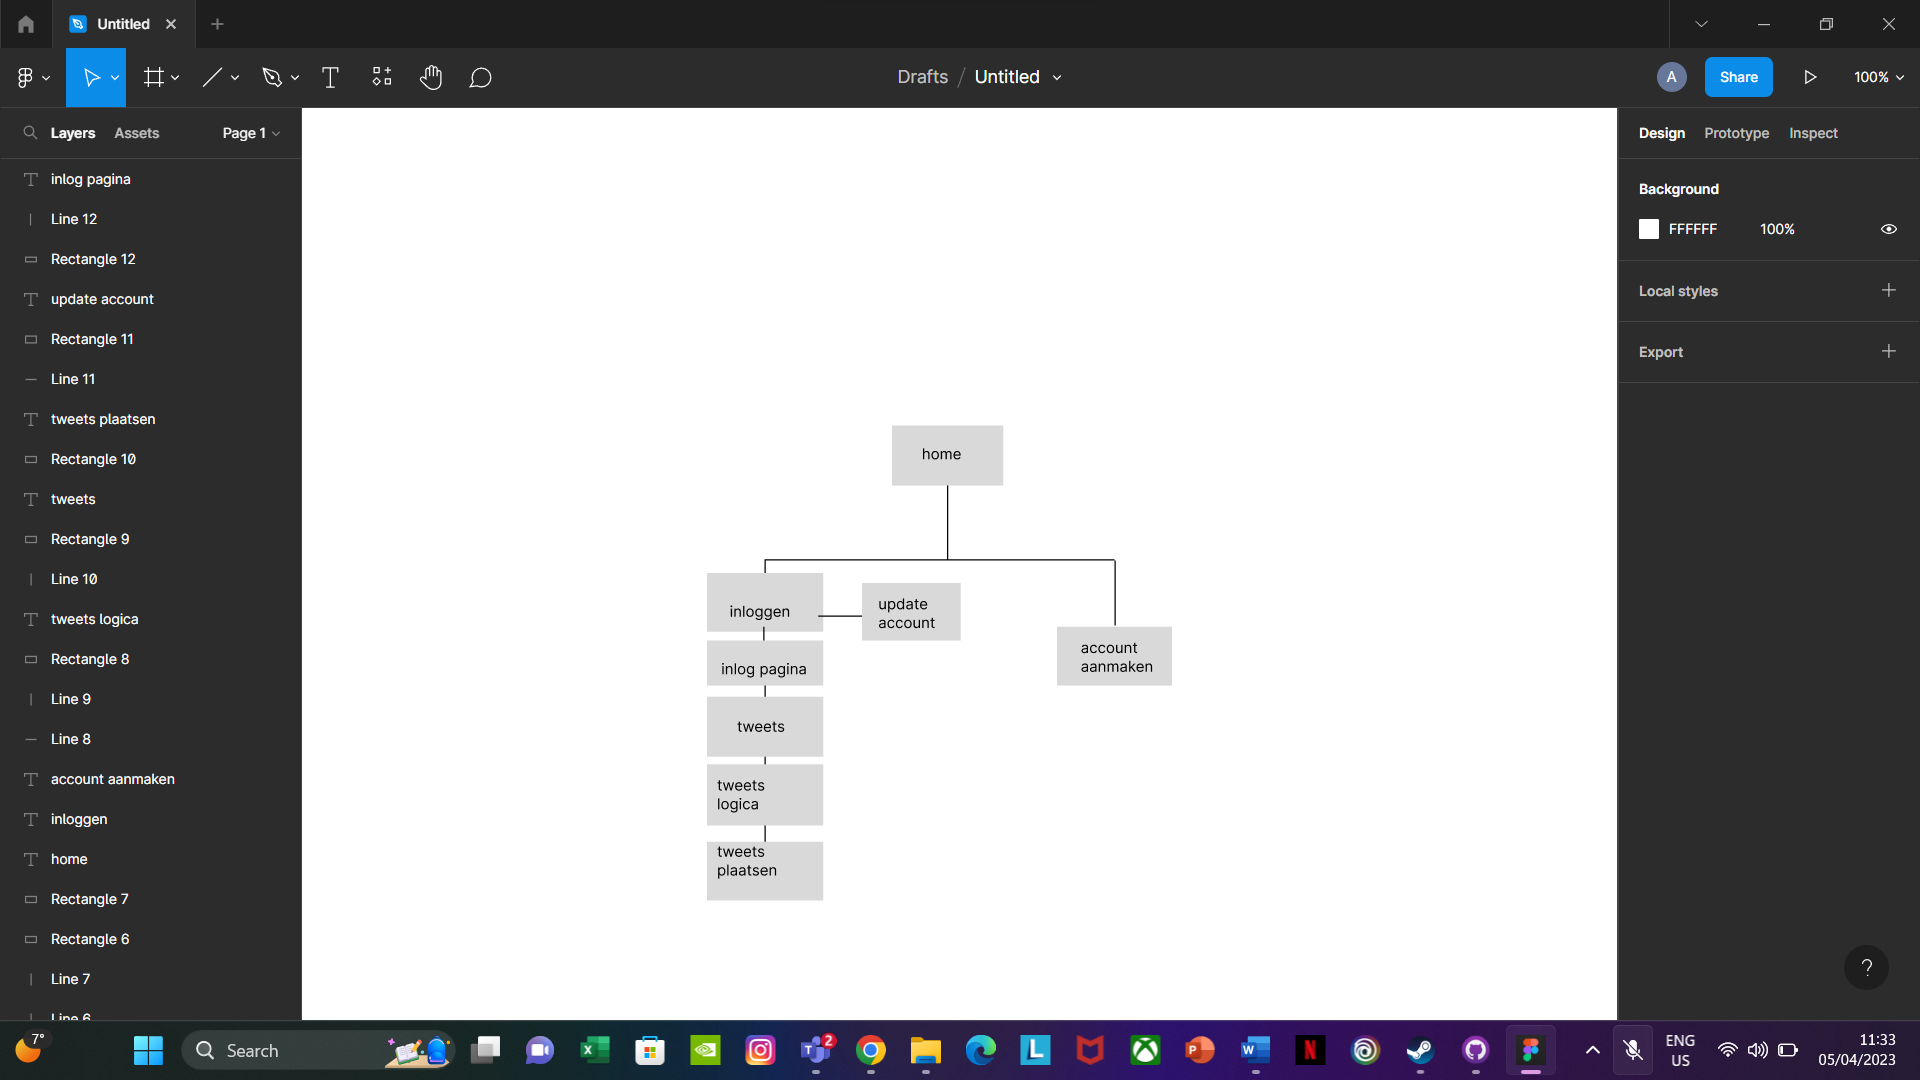 Untitled
Drafts / Untitled
A
Share
100%
Layers
Assets
Page 1
inlog pagina
Line 12
Rectangle 12
update account
Rectangle 11
Line 11
tweets plaatsen
Rectangle 10
tweets
Rectangle 9
Line 10
tweets logica
Rectangle 8
Line 9
Line 8
account aanmaken
inloggen
home
Rectangle 7
Rectangle 6
Line 7
Line 6
home
inloggen
update
account
inlog pagina
account
aanmaken
tweets
tweets
logica
tweets
plaatsen
Design
Prototype
Inspect
Background
FFFFFF
100%
Local styles
Export
?
7°
Search
2
ENG
US
11:33
05/04/2023